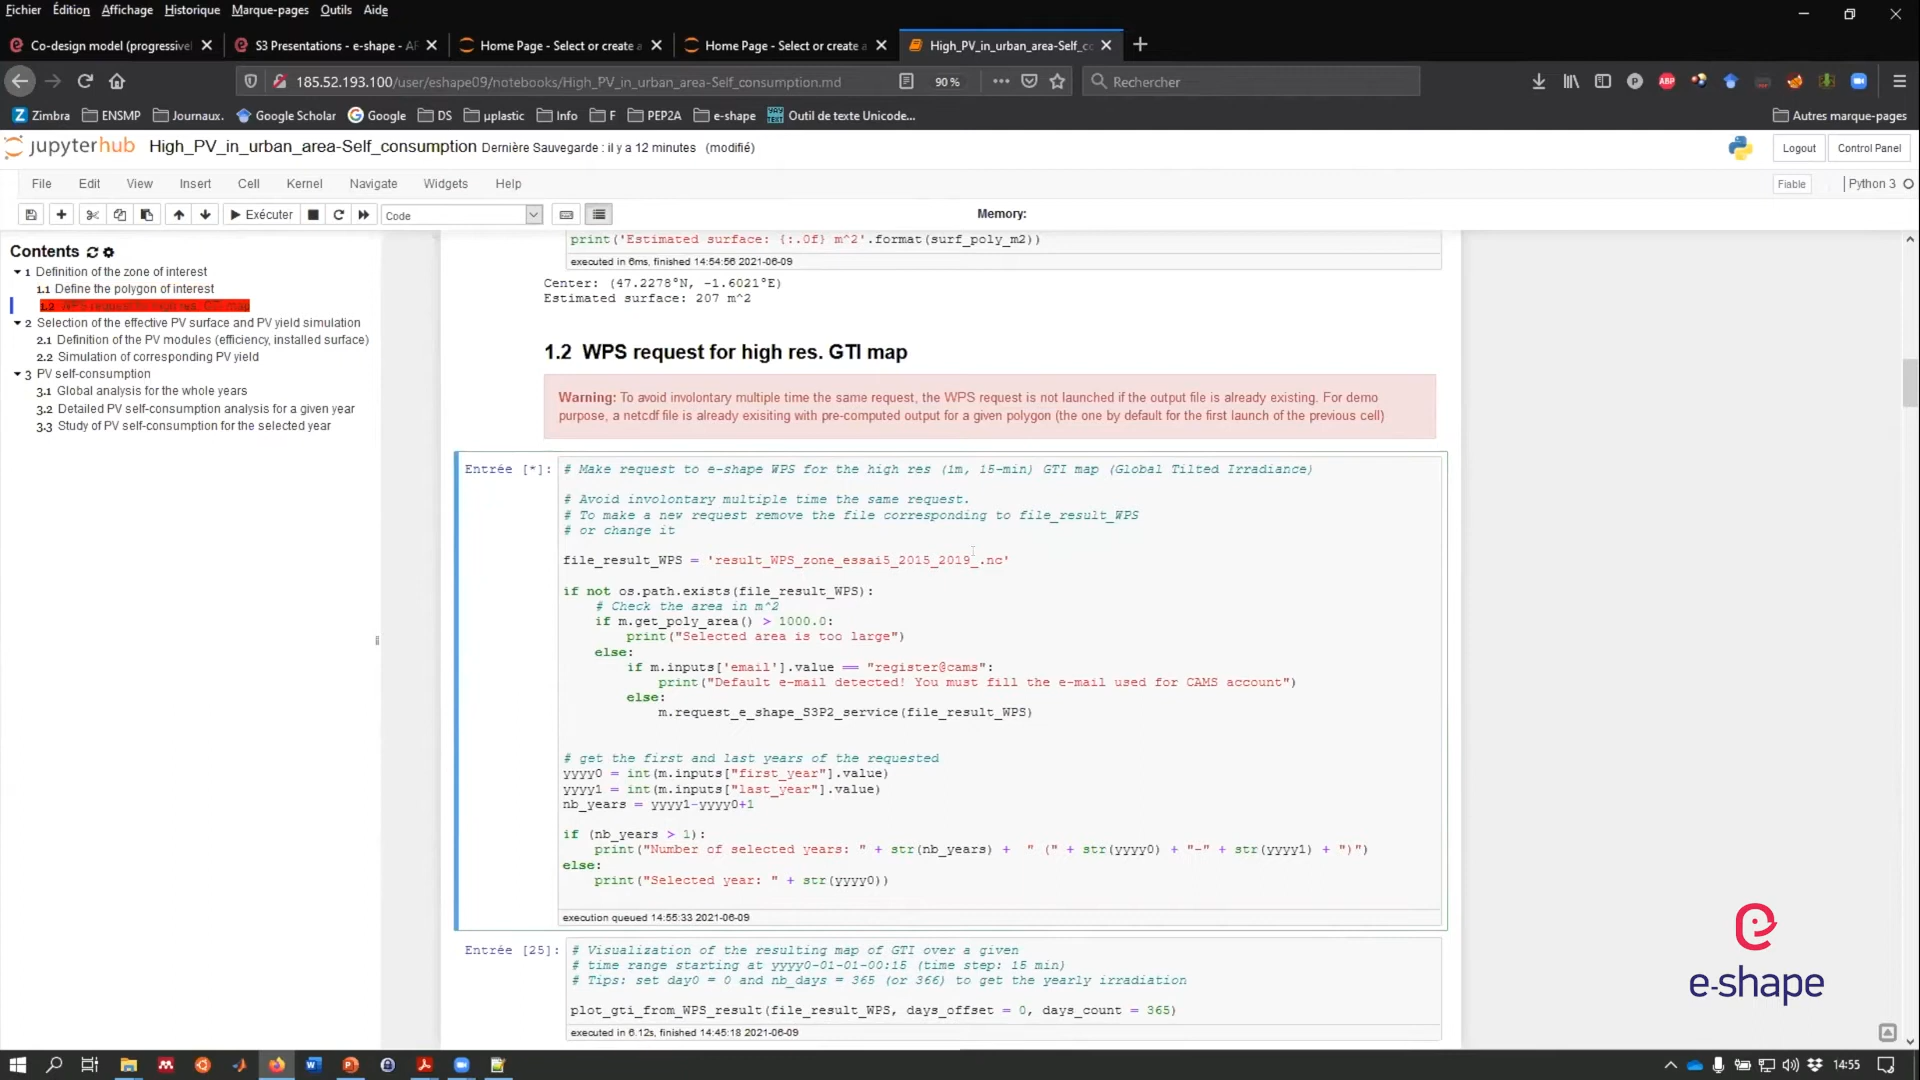 Fichier Édition Affichage Historique Marque-pages Outils Aide
Co-design model (progressivel
S3 Presentations - e-shape - AF
Home Page - Select or create a
Home Page - Select or create a
High_PV_in_urban_area-Self_co
185.52.193.100/user/eshape09/notebooks/High_PV_in_urban_area-Self_consumption.md
90 %
Rechercher
Zimbra ENSMP Journaux. Google Scholar Google DS µplastic Info F PEP2A e-shape Outil de texte Unicode... Autres marque-pages
jupyterhub High_PV_in_urban_area-Self_consumption Dernière Sauvegarde : il y a 12 minutes (modifié)
Logout Control Panel
File Edit View Insert Cell Kernel Navigate Widgets Help
Fiable Python 3
Exécuter Code Memory:
Contents
1 Definition of the zone of interest
1.1 Define the polygon of interest
1.2 WPS request for high res. GTI map
2 Selection of the effective PV surface and PV yield simulation
2.1 Definition of the PV modules (efficiency, installed surface)
2.2 Simulation of corresponding PV yield
3 PV self-consumption
3.1 Global analysis for the whole years
3.2 Detailed PV self-consumption analysis for a given year
3.3 Study of PV self-consumption for the selected year
print('Estimated surface: {:.0f} m^2'.format(surf_poly_m2))
executed in 6ms, finished 14:54:56 2021-06-09
Center: (47.2278°N, -1.6021°E)
Estimated surface: 207 m^2
1.2 WPS request for high res. GTI map
Warning: To avoid involontary multiple time the same request, the WPS request is not launched if the output file is already existing. For demo
purpose, a netcdf file is already exisiting with pre-computed output for a given polygon (the one by default for the first launch of the previous cell)
Entrée [*]: # Make request to e-shape WPS for the high res (1m, 15-min) GTI map (Global Tilted Irradiance)
# Avoid involontary multiple time the same request.
# To make a new request remove the file corresponding to file_result_WPS
# or change it
file_result_WPS = 'result_WPS_zone_essai5_2015_2019_.nc'
if not os.path.exists(file_result_WPS):
# Check the area in m^2
if m.get_poly_area() > 1000.0:
print("Selected area is too large")
else:
if m.inputs['email'].value == "register@cams":
print("Default e-mail detected! You must fill the e-mail used for CAMS account")
else:
m.request_e_shape_S3P2_service(file_result_WPS)
# get the first and last years of the requested
yyyy0 = int(m.inputs["first_year"].value)
yyyy1 = int(m.inputs["last_year"].value)
nb_years = yyyy1-yyyy0+1
if (nb_years > 1):
print("Number of selected years: " + str(nb_years) + " (" + str(yyyy0) + "-" + str(yyyy1) + ")")
else:
print("Selected year: " + str(yyyy0))
execution queued 14:55:33 2021-06-09
Entrée [25]: # Visualization of the resulting map of GTI over a given
# time range starting at yyyy0-01-01-00:15 (time step: 15 min)
# Tips: set day0 = 0 and nb_days = 365 (or 366) to get the yearly irradiation
plot_gti_from_WPS_result(file_result_WPS, days_offset = 0, days_count = 365)
executed in 6.12s, finished 14:45:18 2021-06-09
e-shape
14:55